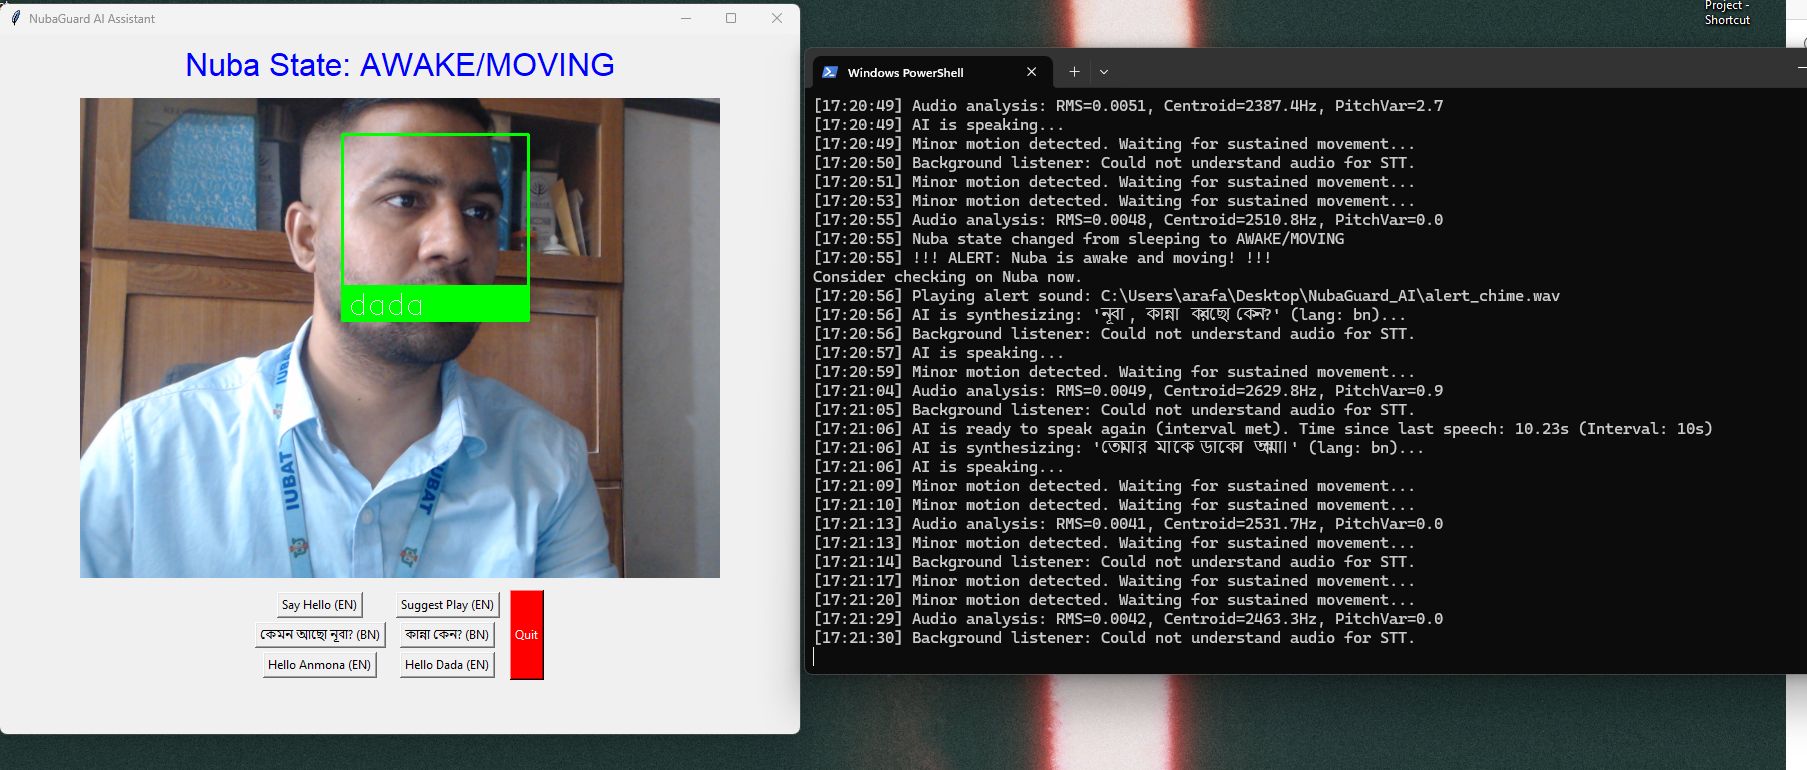 NubaGuard AI Assistant
Nuba State: AWAKE/MOVING
dada
IUBAT
IUBAT
IUBAT
Say Hello (EN)
Suggest Play (EN)
কেমন আছো নূবা? (BN)
কান্না কেন? (BN)
Hello Anmona (EN)
Hello Dada (EN)
Quit
Project -
Shortcut
Windows PowerShell
[17:20:49] Audio analysis: RMS=0.0051, Centroid=2387.4Hz, PitchVar=2.7
[17:20:49] AI is speaking...
[17:20:49] Minor motion detected. Waiting for sustained movement...
[17:20:50] Background listener: Could not understand audio for STT.
[17:20:51] Minor motion detected. Waiting for sustained movement...
[17:20:53] Minor motion detected. Waiting for sustained movement...
[17:20:55] Audio analysis: RMS=0.0048, Centroid=2510.8Hz, PitchVar=0.0
[17:20:55] Nuba state changed from sleeping to AWAKE/MOVING
[17:20:55] !!! ALERT: Nuba is awake and moving! !!!
Consider checking on Nuba now.
[17:20:56] Playing alert sound: C:\Users\arafa\Desktop\NubaGuard_AI\alert_chime.wav
[17:20:56] AI is synthesizing: 'নূবা, কান্না করছো কেন?' (lang: bn)...
[17:20:56] Background listener: Could not understand audio for STT.
[17:20:57] AI is speaking...
[17:20:59] Minor motion detected. Waiting for sustained movement...
[17:21:04] Audio analysis: RMS=0.0049, Centroid=2629.8Hz, PitchVar=0.9
[17:21:05] Background listener: Could not understand audio for STT.
[17:21:06] AI is ready to speak again (interval met). Time since last speech: 10.23s (Interval: 10s)
[17:21:06] AI is synthesizing: 'তোমার মাকে ডাকো আম্মা।' (lang: bn)...
[17:21:06] AI is speaking...
[17:21:09] Minor motion detected. Waiting for sustained movement...
[17:21:10] Minor motion detected. Waiting for sustained movement...
[17:21:13] Audio analysis: RMS=0.0041, Centroid=2531.7Hz, PitchVar=0.0
[17:21:13] Minor motion detected. Waiting for sustained movement...
[17:21:14] Background listener: Could not understand audio for STT.
[17:21:17] Minor motion detected. Waiting for sustained movement...
[17:21:20] Minor motion detected. Waiting for sustained movement...
[17:21:29] Audio analysis: RMS=0.0042, Centroid=2463.3Hz, PitchVar=0.0
[17:21:30] Background listener: Could not understand audio for STT.